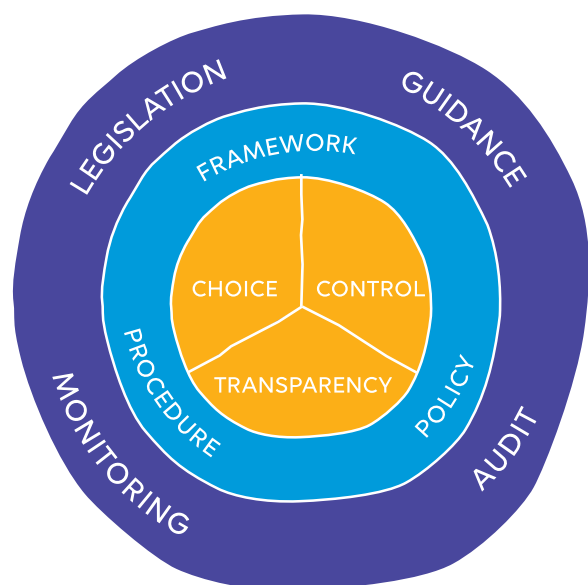 LEGISLATION
GUIDANCE
FRAMEWORK
CHOICE
CONTROL
TRANSPARENCY
PROCEDURE
POLICY
MONITORING
AUDIT